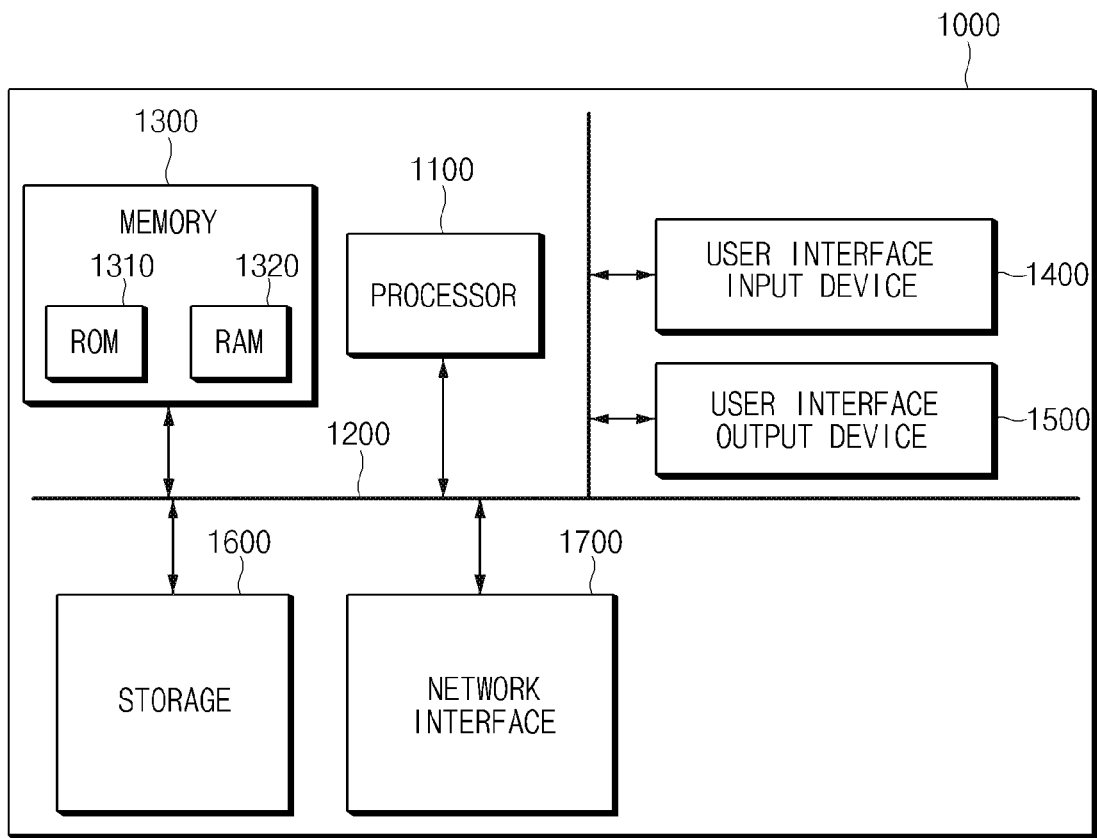 1000
1300
1100
MEMORY
1310
1320
ROM
RAM
PROCESSOR
USER INTERFACE
INPUT DEVICE
1400
USER INTERFACE
OUTPUT DEVICE
1500
1200
1600
1700
STORAGE
NETWORK
INTERFACE